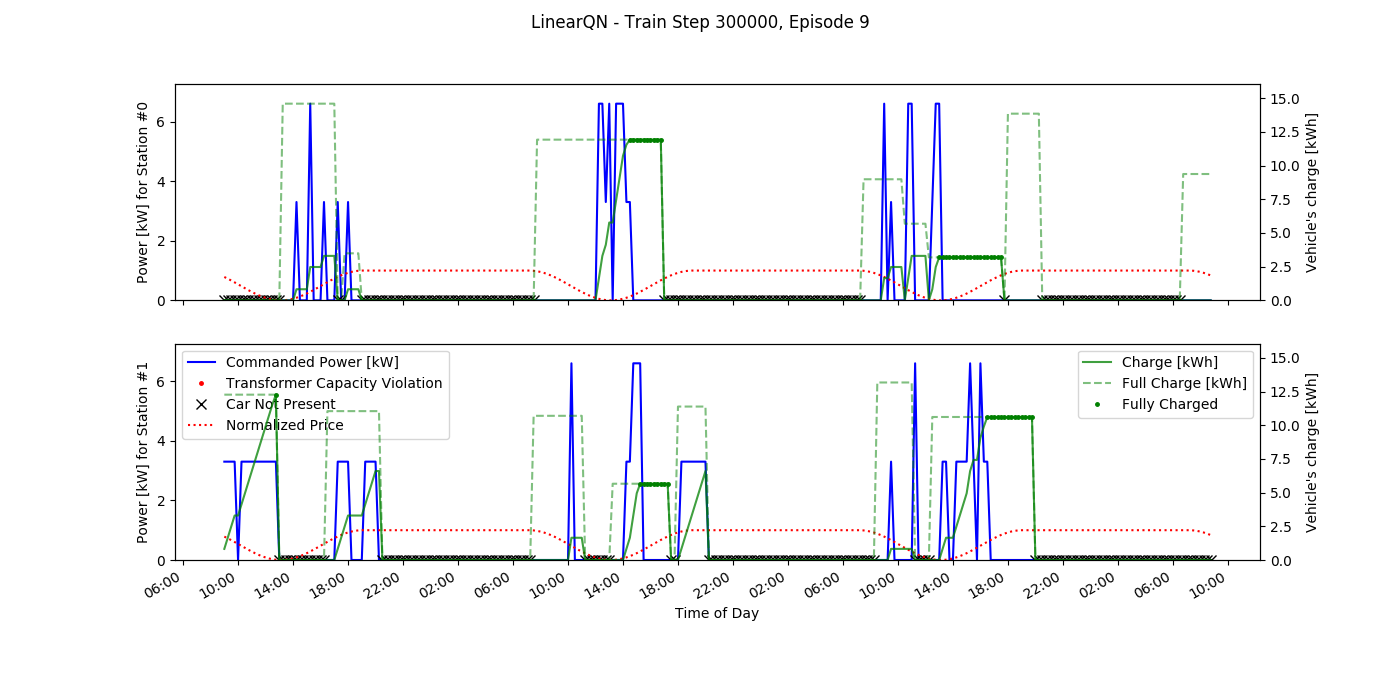 LinearQN - Train Step 300000, Episode 9
Power [kW] for Station #0
6
4
2
0
15.0
12.5
10.0
7.5
5.0
2.5
0.0
Vehicle's charge [kWh]
Power [kW] for Station #1
6
4
2
0
Commanded Power [kW]
Transformer Capacity Violation
Car Not Present
Normalized Price
Charge [kWh]
Full Charge [kWh]
Fully Charged
15.0
12.5
10.0
7.5
5.0
2.5
0.0
Vehicle's charge [kWh]
06:00 10:00 14:00 18:00 22:00 02:00 06:00 10:00 14:00 18:00 22:00 02:00 06:00 10:00 14:00 18:00 22:00 02:00 06:00 10:00
Time of Day